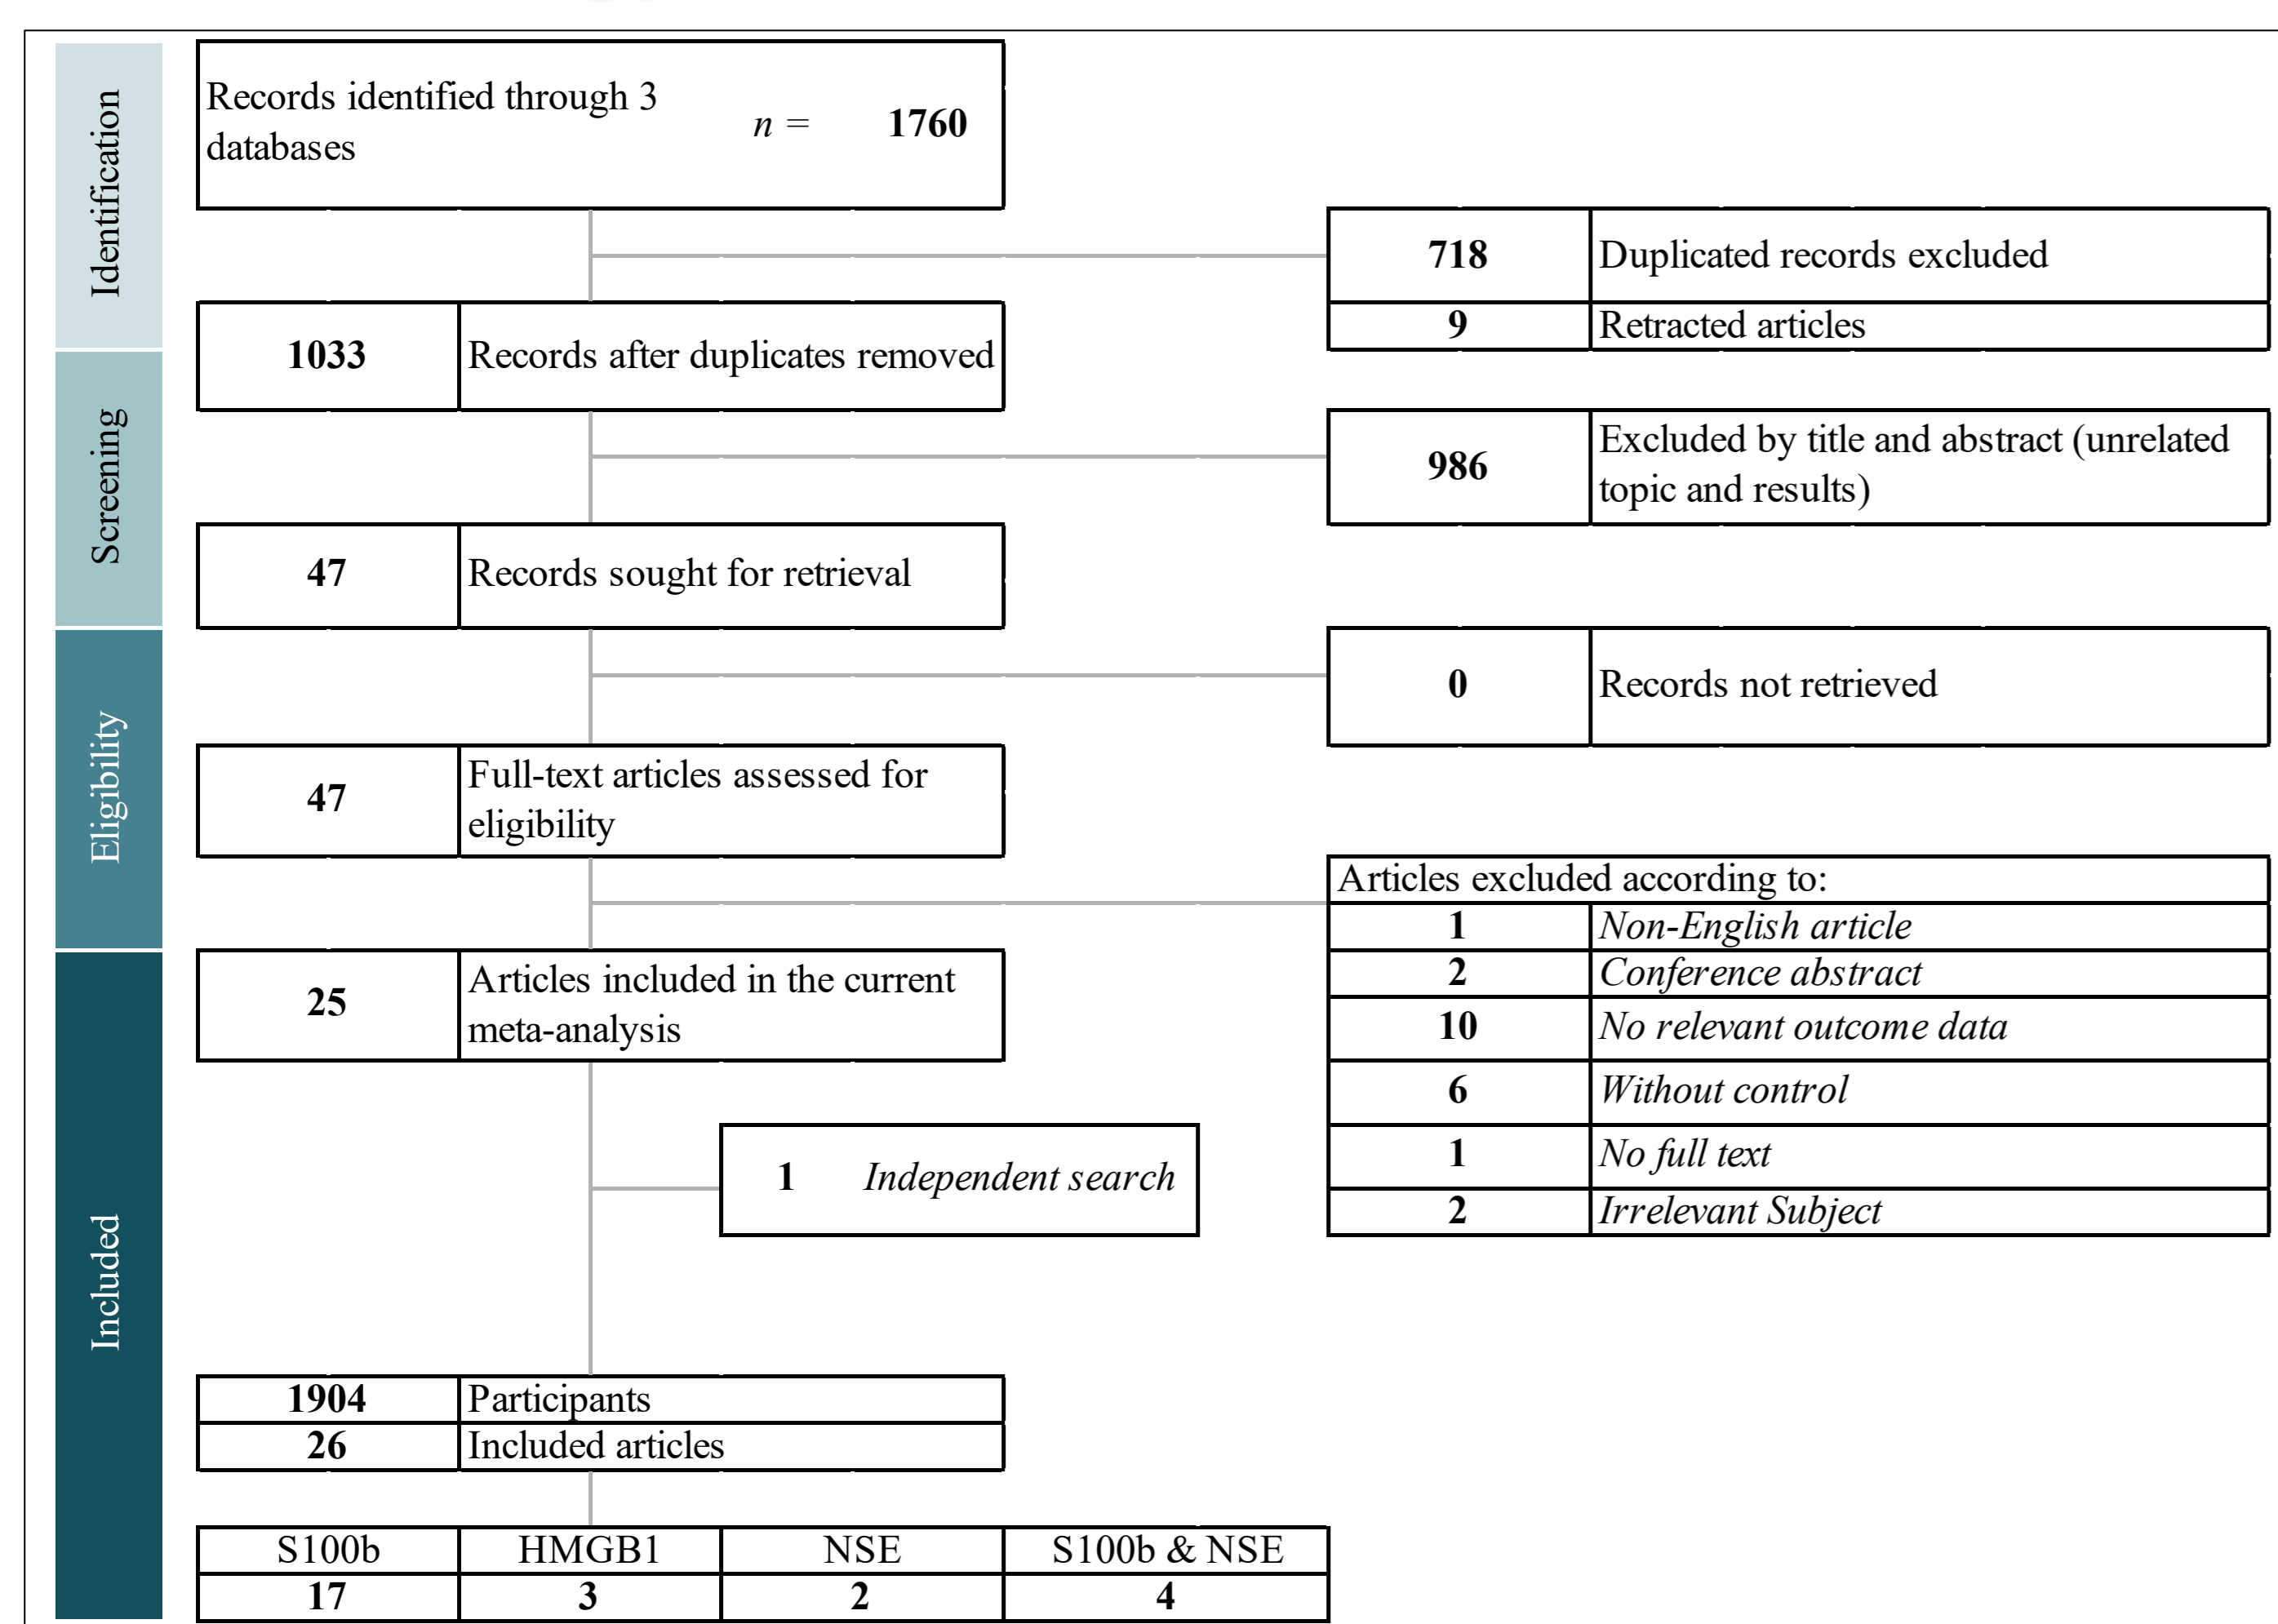 Identification
Records identified through 3
databases
n = 1760
718 Duplicated records excluded
9 Retracted articles
1033 Records after duplicates removed
Screening
986 Excluded by title and abstract (unrelated
topic and results)
47 Records sought for retrieval
Eligibility
0 Records not retrieved
47 Full-text articles assessed for
eligibility
Articles excluded according to:
1 Non-English article
2 Conference abstract
10 No relevant outcome data
6 Without control
1 No full text
2 Irrelevant Subject
Included
25 Articles included in the current
meta-analysis
1 Independent search
1904 Participants
26 Included articles
S100b HMGB1 NSE S100b & NSE
17 3 2 4